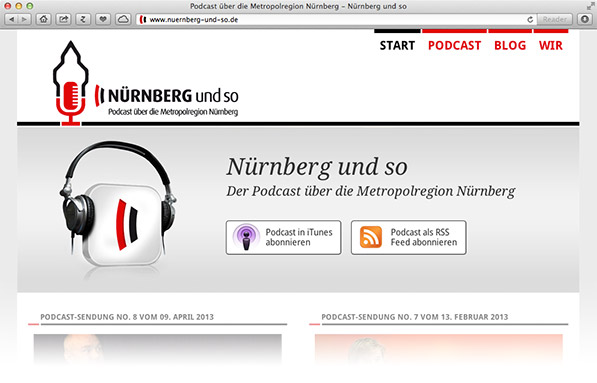 Podcast über die Metropolregion Nürnberg – Nürnberg und so
www.nuernberg-und-so.de
Reader
START PODCAST BLOG WIR
NÜRNBERG und so
Podcast über die Metropolregion Nürnberg
Nürnberg und so
Der Podcast über die Metropolregion Nürnberg
Podcast in iTunes
abonnieren
Podcast als RSS
Feed abonnieren
PODCAST-SENDUNG NO. 8 VOM 09. APRIL 2013
PODCAST-SENDUNG NO. 7 VOM 13. FEBRUAR 2013